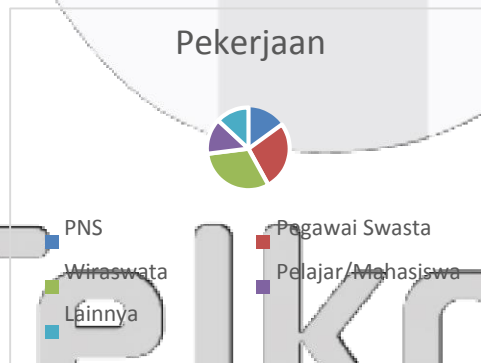 Pekerjaan
PNS
Pegawai Swasta
Wiraswata
Pelajar/Mahasiswa
Lainnya